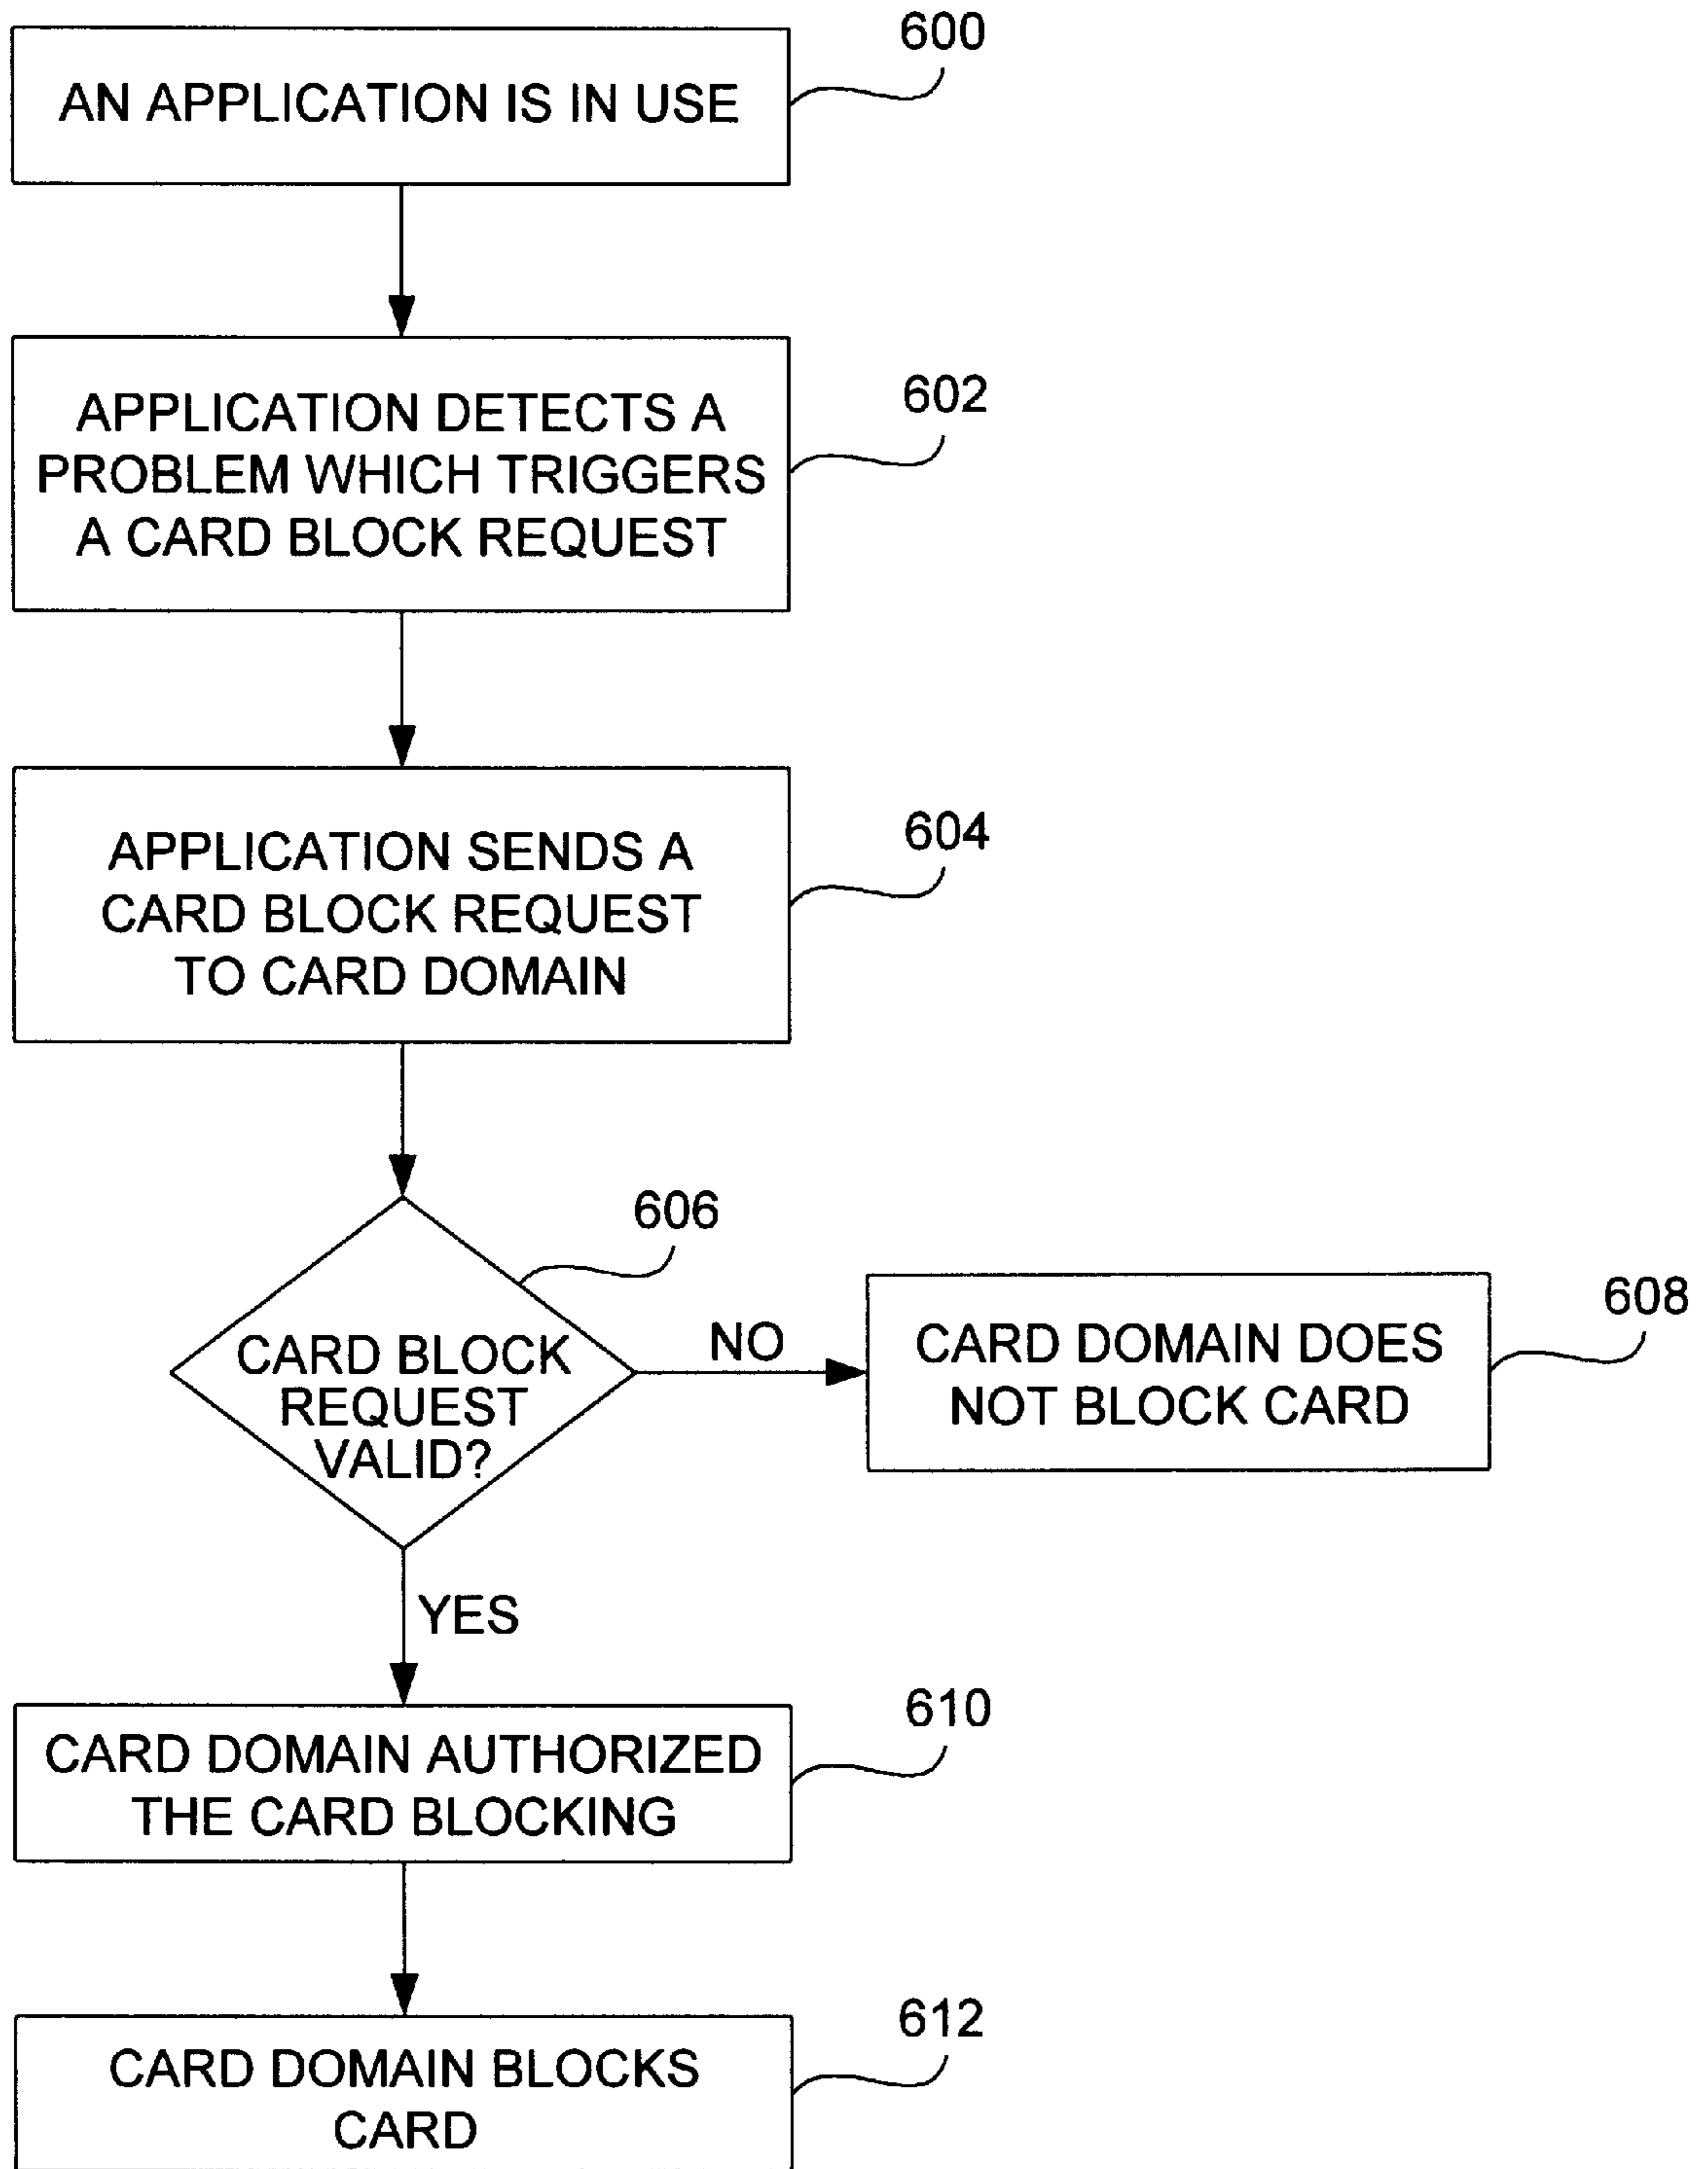 600
AN APPLICATION IS IN USE
602
APPLICATION DETECTS A
PROBLEM WHICH TRIGGERS
A CARD BLOCK REQUEST
604
APPLICATION SENDS A
CARD BLOCK REQUEST
TO CARD DOMAIN
606
CARD BLOCK
REQUEST
VALID?
NO
608
CARD DOMAIN DOES
NOT BLOCK CARD
YES
610
CARD DOMAIN AUTHORIZED
THE CARD BLOCKING
612
CARD DOMAIN BLOCKS
CARD